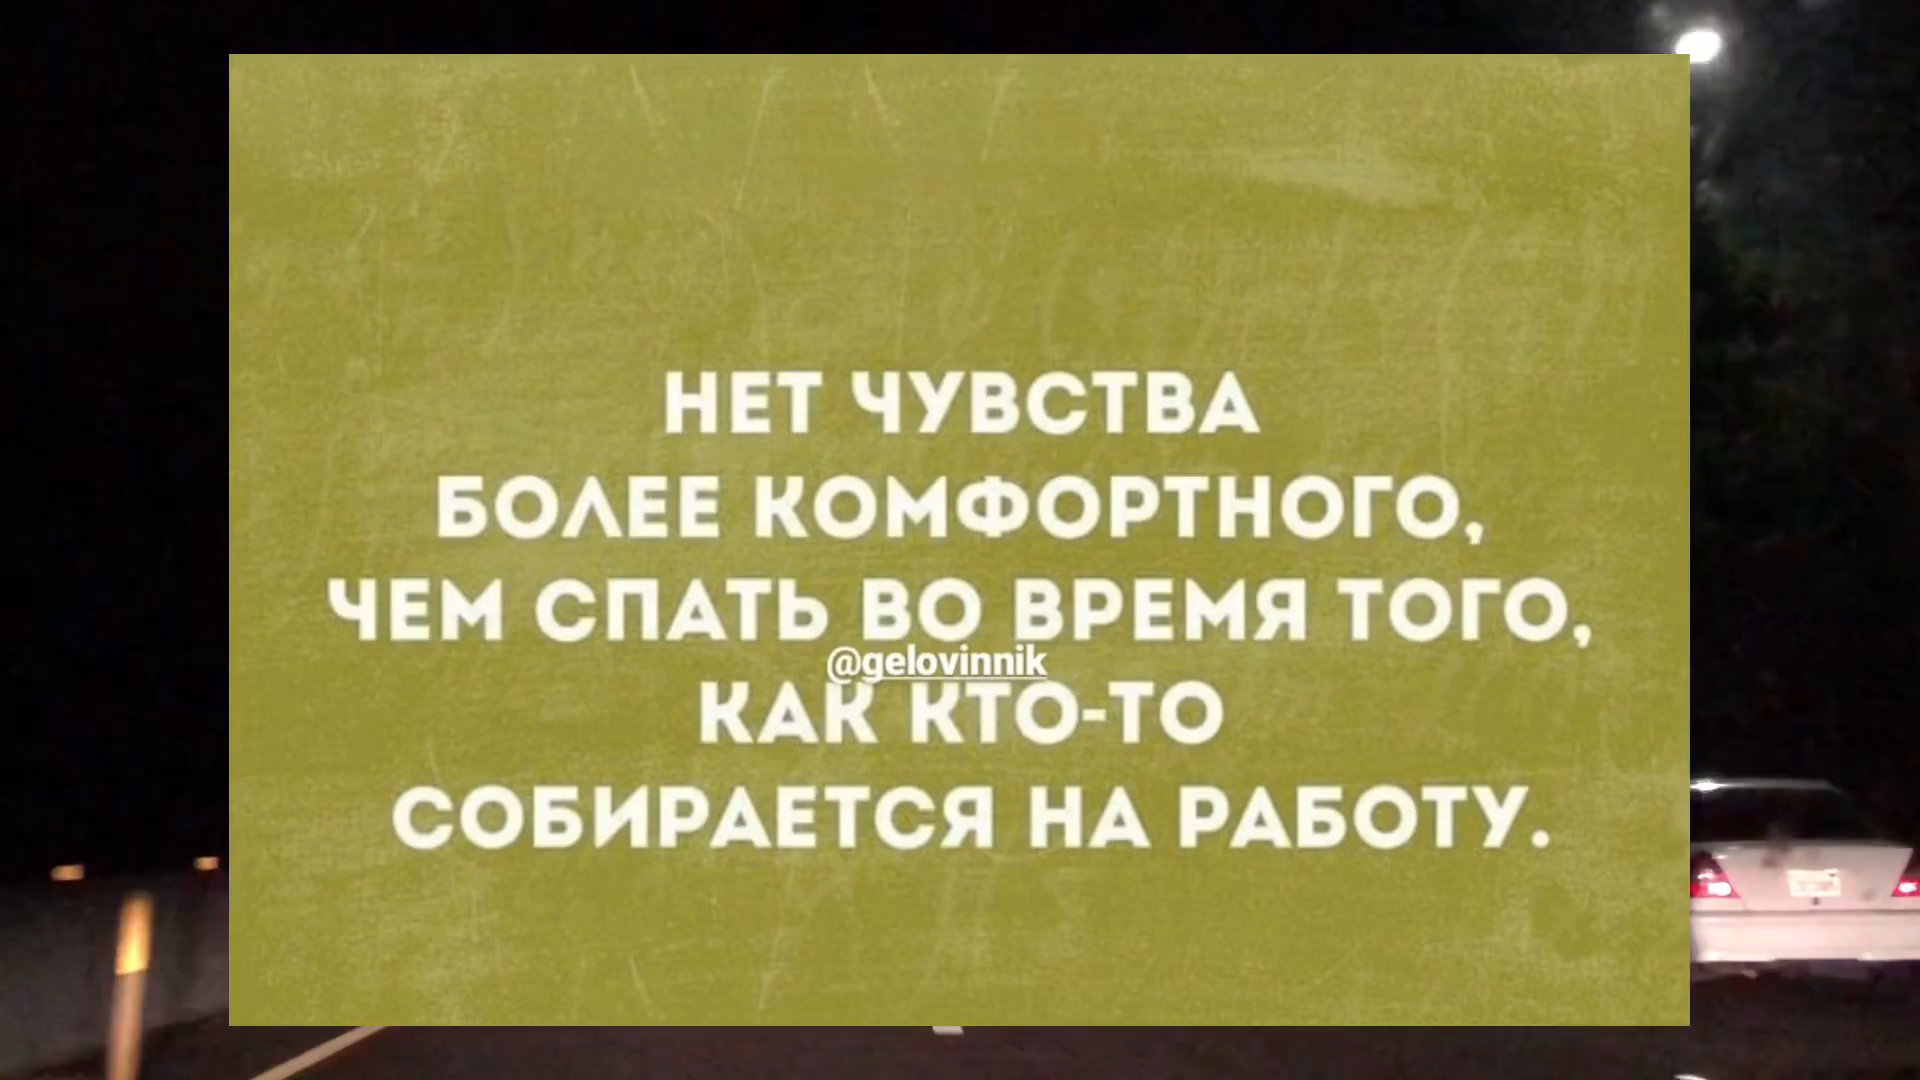 НЕТ ЧУВСТВА
БОЛЕЕ КОМФОРТНОГО,
ЧЕМ СПАТЬ ВО ВРЕМЯ ТОГО,
@gelovinnik
КАК КТО-ТО
СОБИРАЕТСЯ НА РАБОТУ.